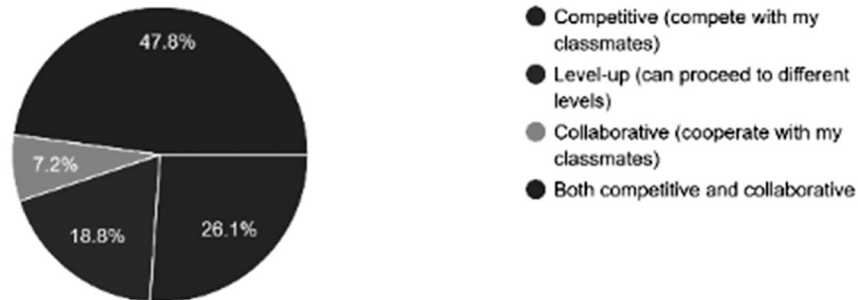 47.8%
7.2%
18.8%
26.1%
Competitive (compete with my
classmates)
Level-up (can proceed to different
levels)
Collaborative (cooperate with my
classmates)
Both competitive and collaborative